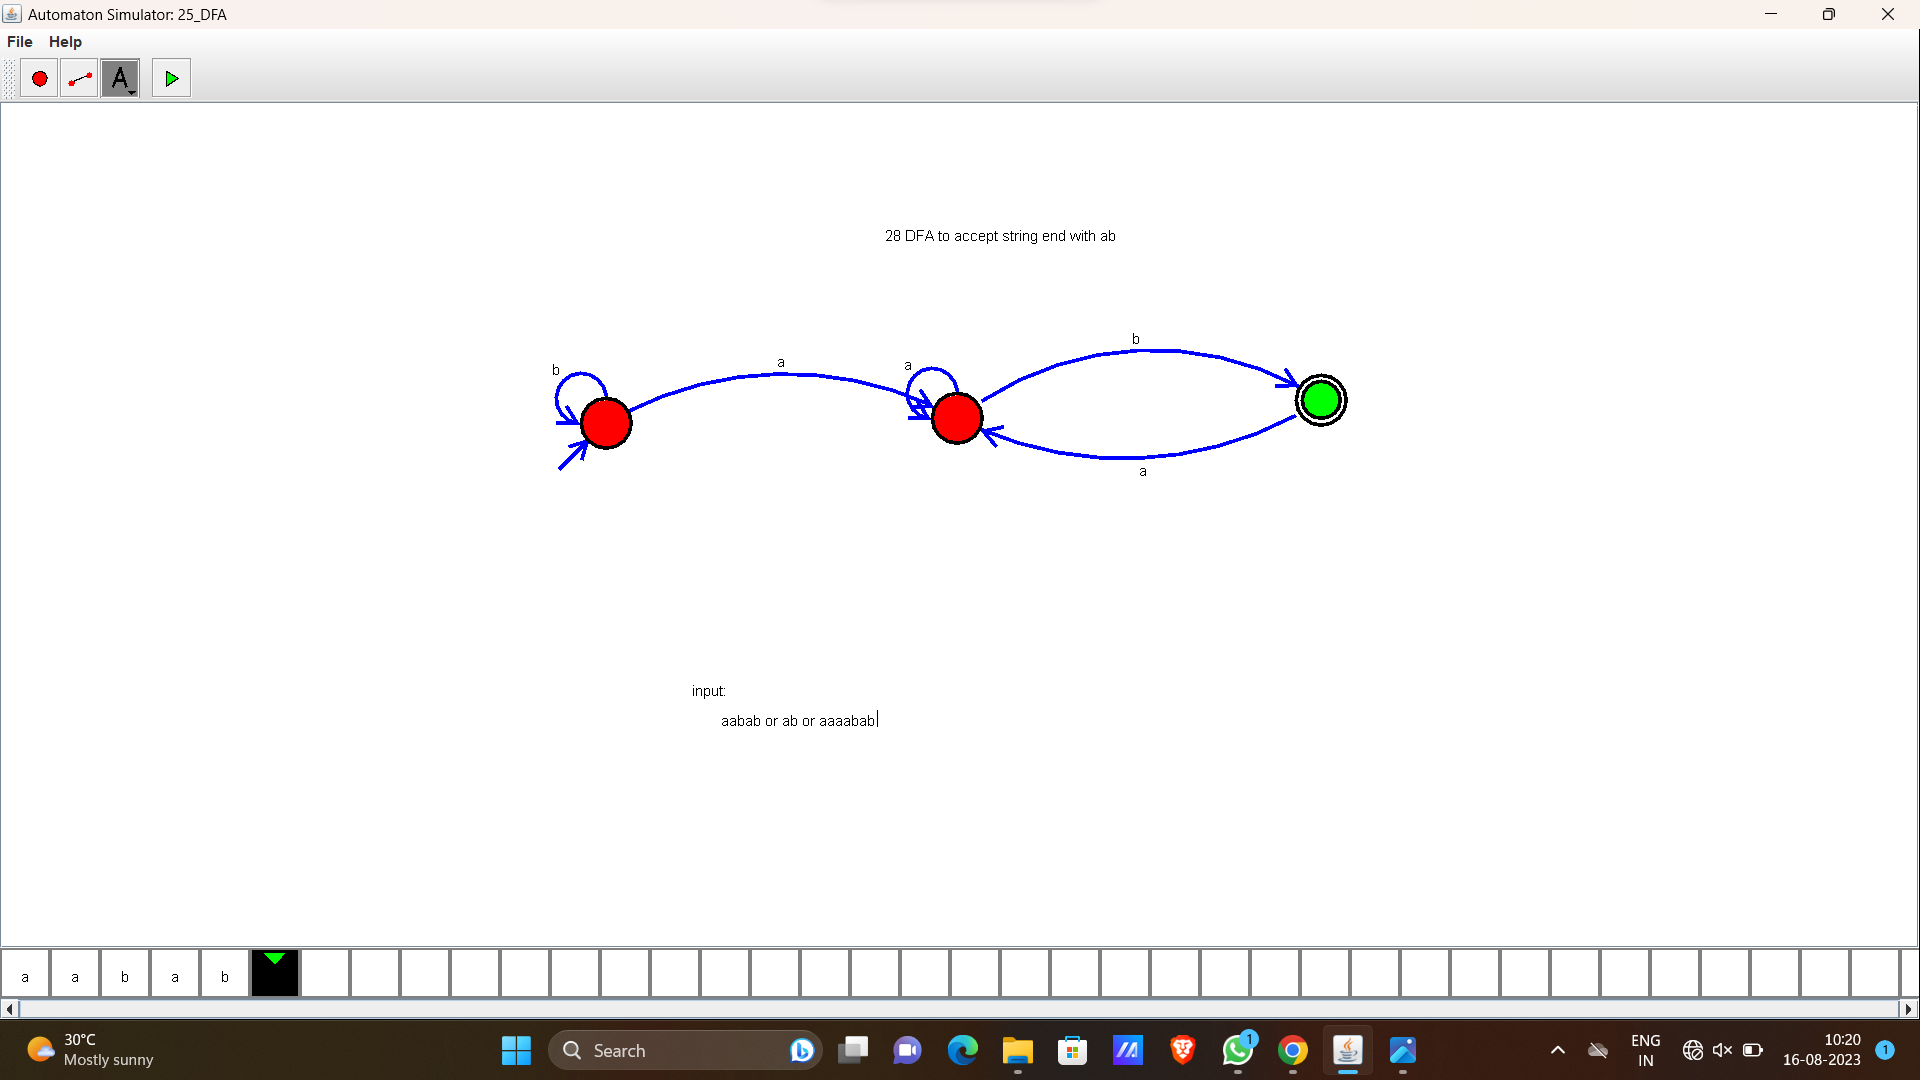 Automaton Simulator: 25_DFA
File Help
A
28 DFA to accept string end with ab
b
a
a
b
a
input:
aabab or ab or aaaabab
a a b a b
30°C
Mostly sunny
Search
1
ENG
IN
10:20
16-08-2023
1